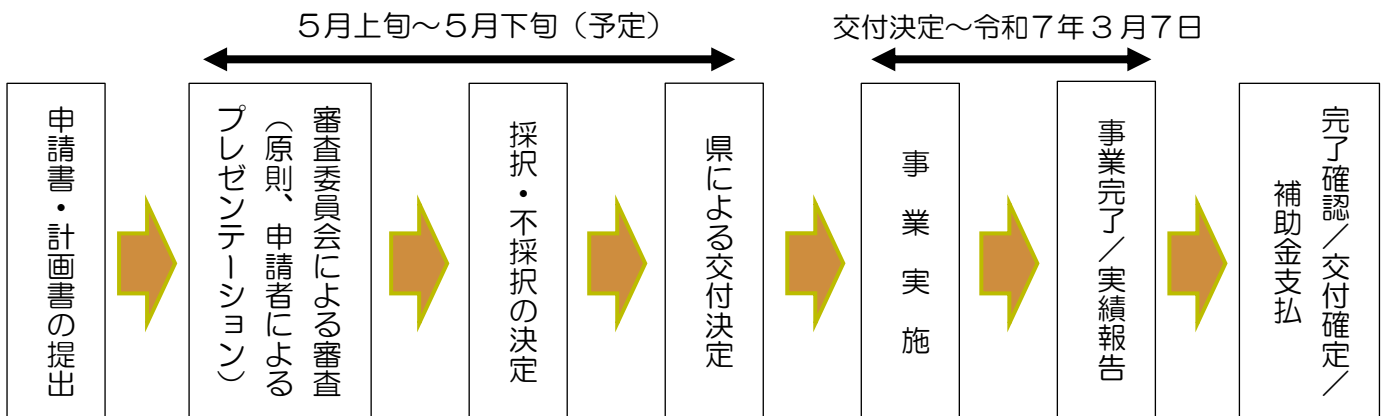 5月上旬～5月下旬（予定）
交付決定～令和7年3月7日
申請書・計画書の提出
審査委員会による審査
（原則、申請者による
プレゼンテーション）
採択・不採択の決定
県による交付決定
事業実施
事業完了／実績報告
完了確認／交付確定／
補助金支払